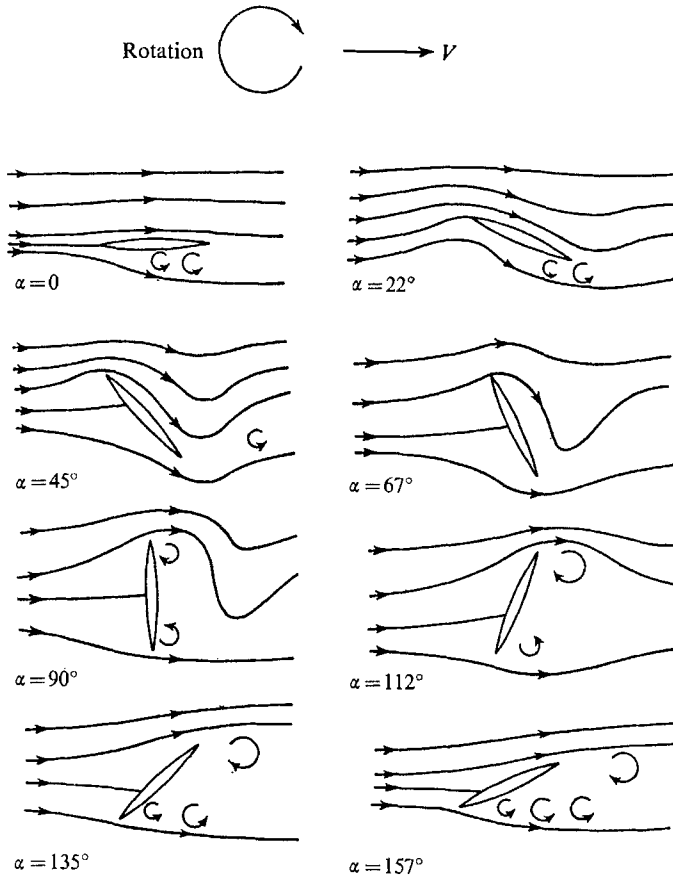 Rotation
V
α = 0
α = 22°
α = 45°
α = 67°
α = 90°
α = 112°
α = 135°
α = 157°